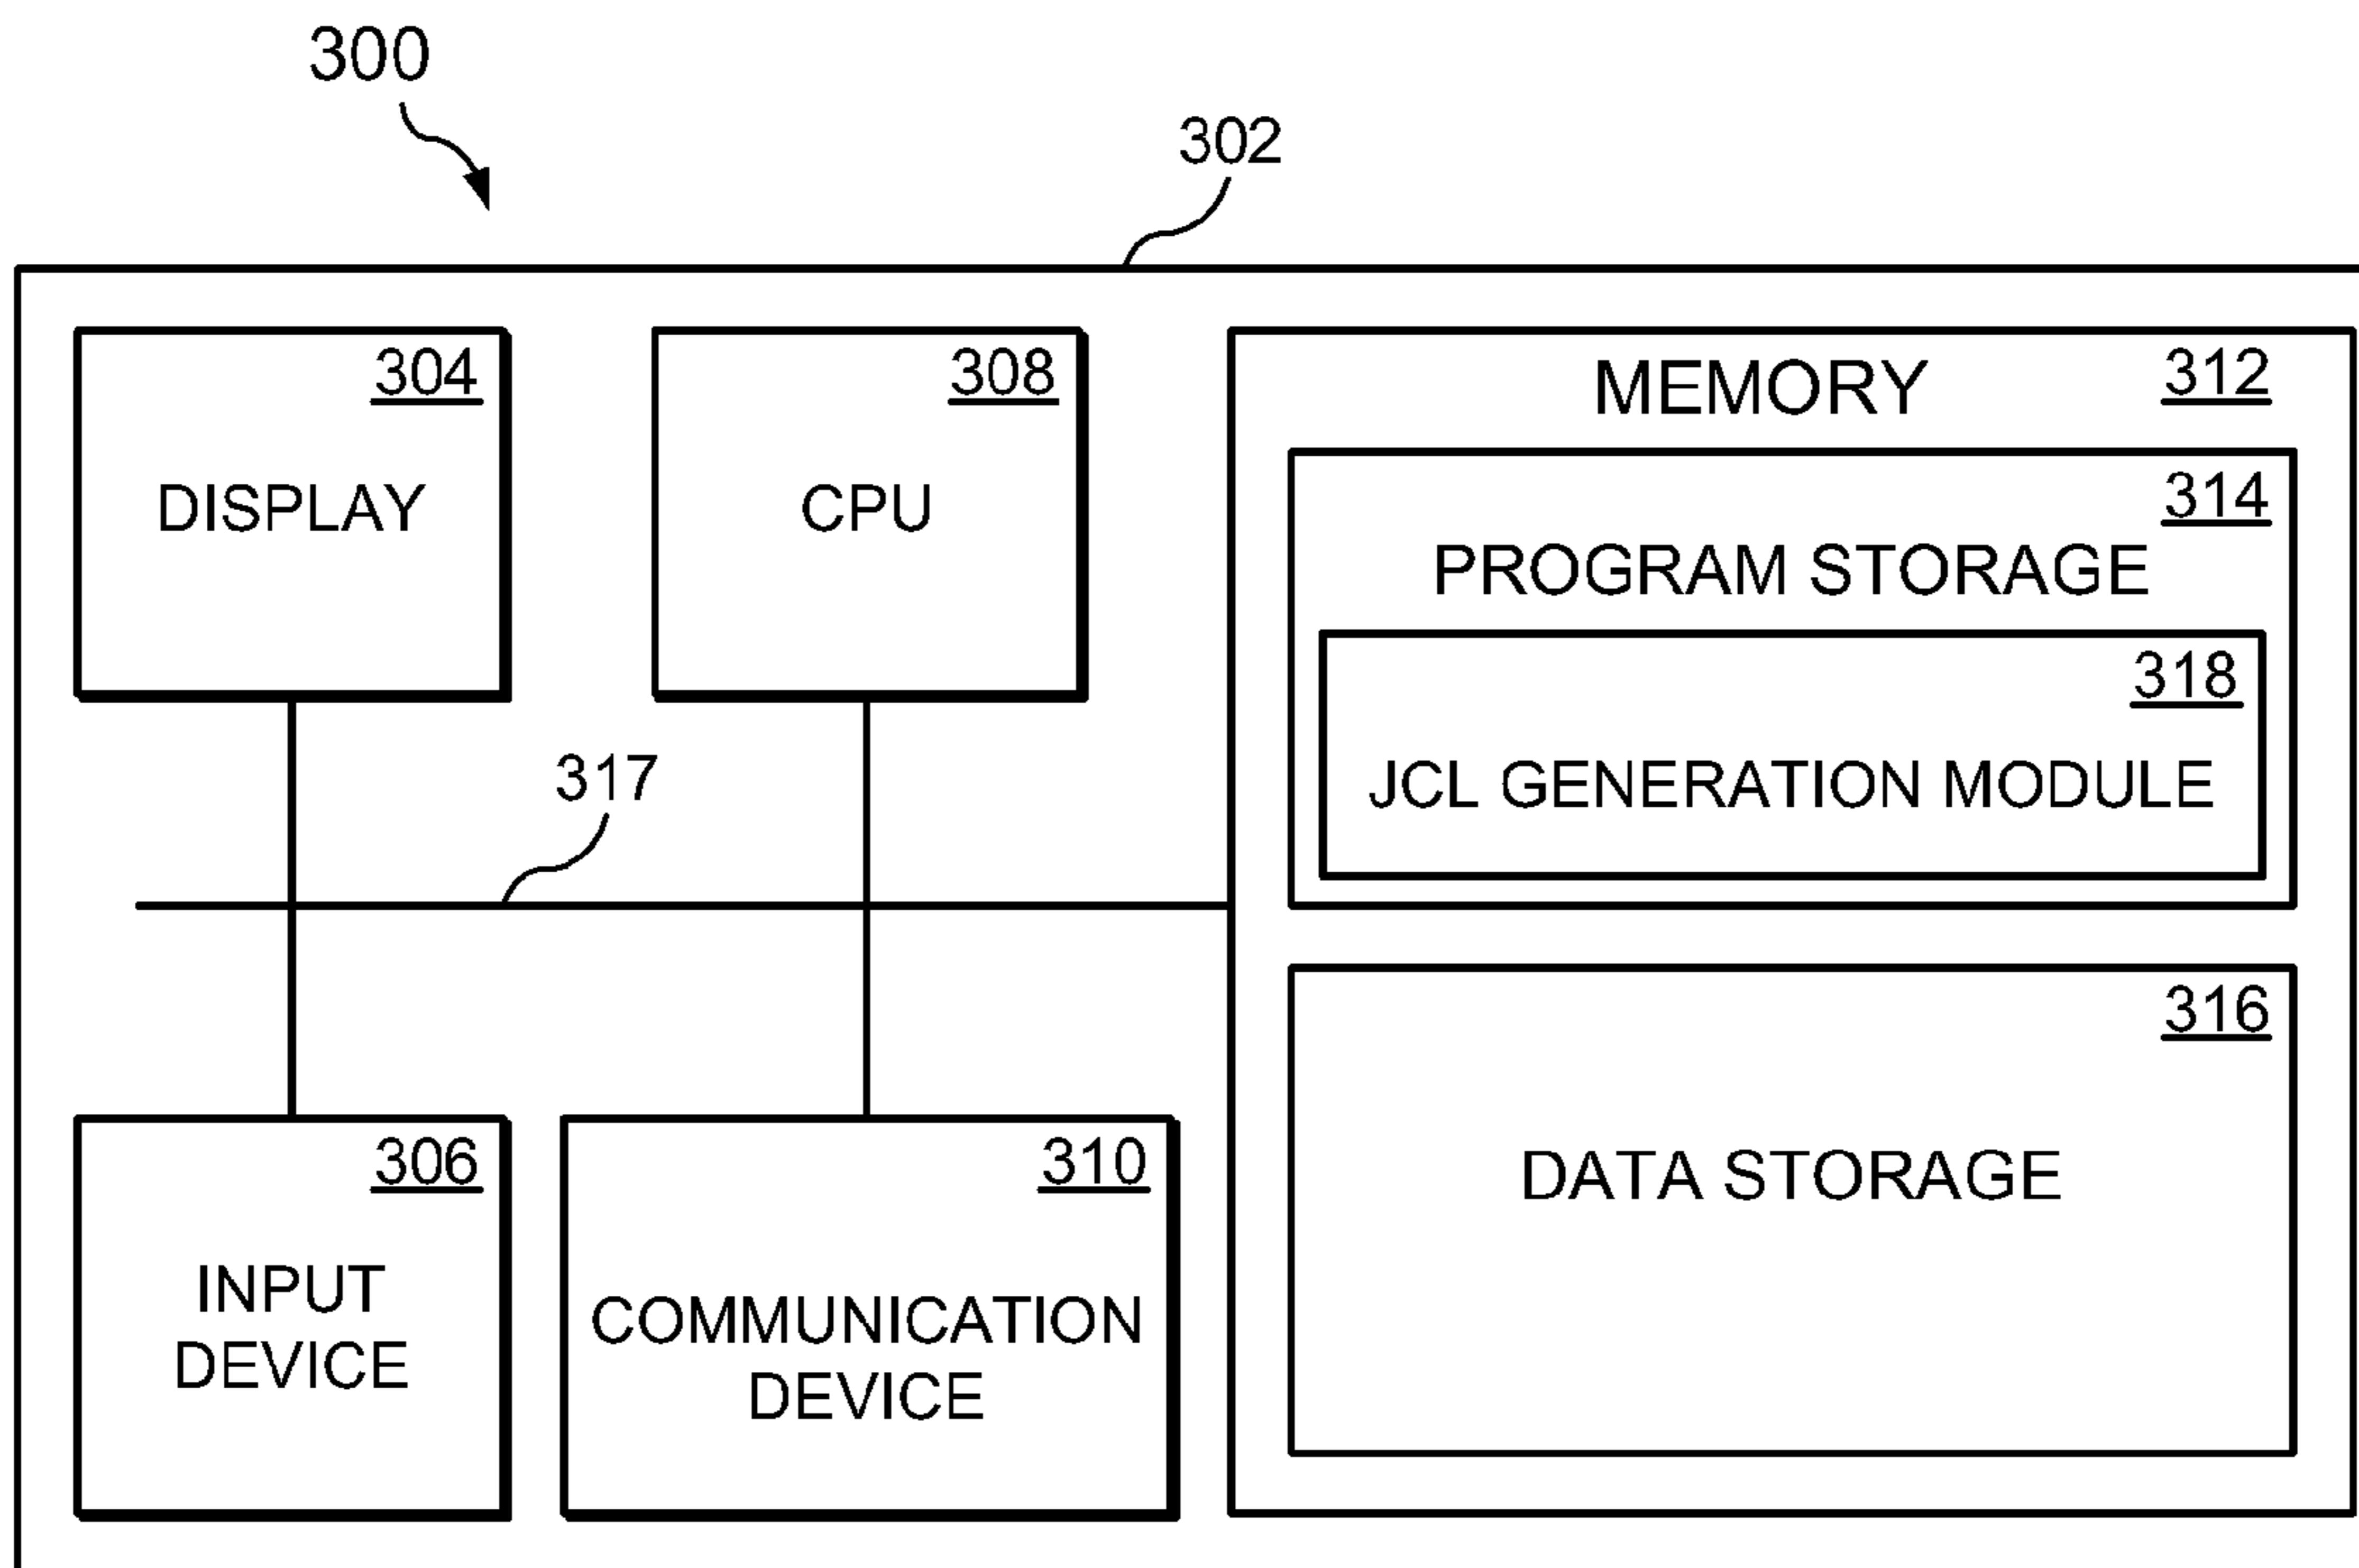 300
302
304
DISPLAY
308
CPU
MEMORY
312
314
PROGRAM STORAGE
318
JCL GENERATION MODULE
317
306
INPUT
DEVICE
310
COMMUNICATION
DEVICE
316
DATA STORAGE